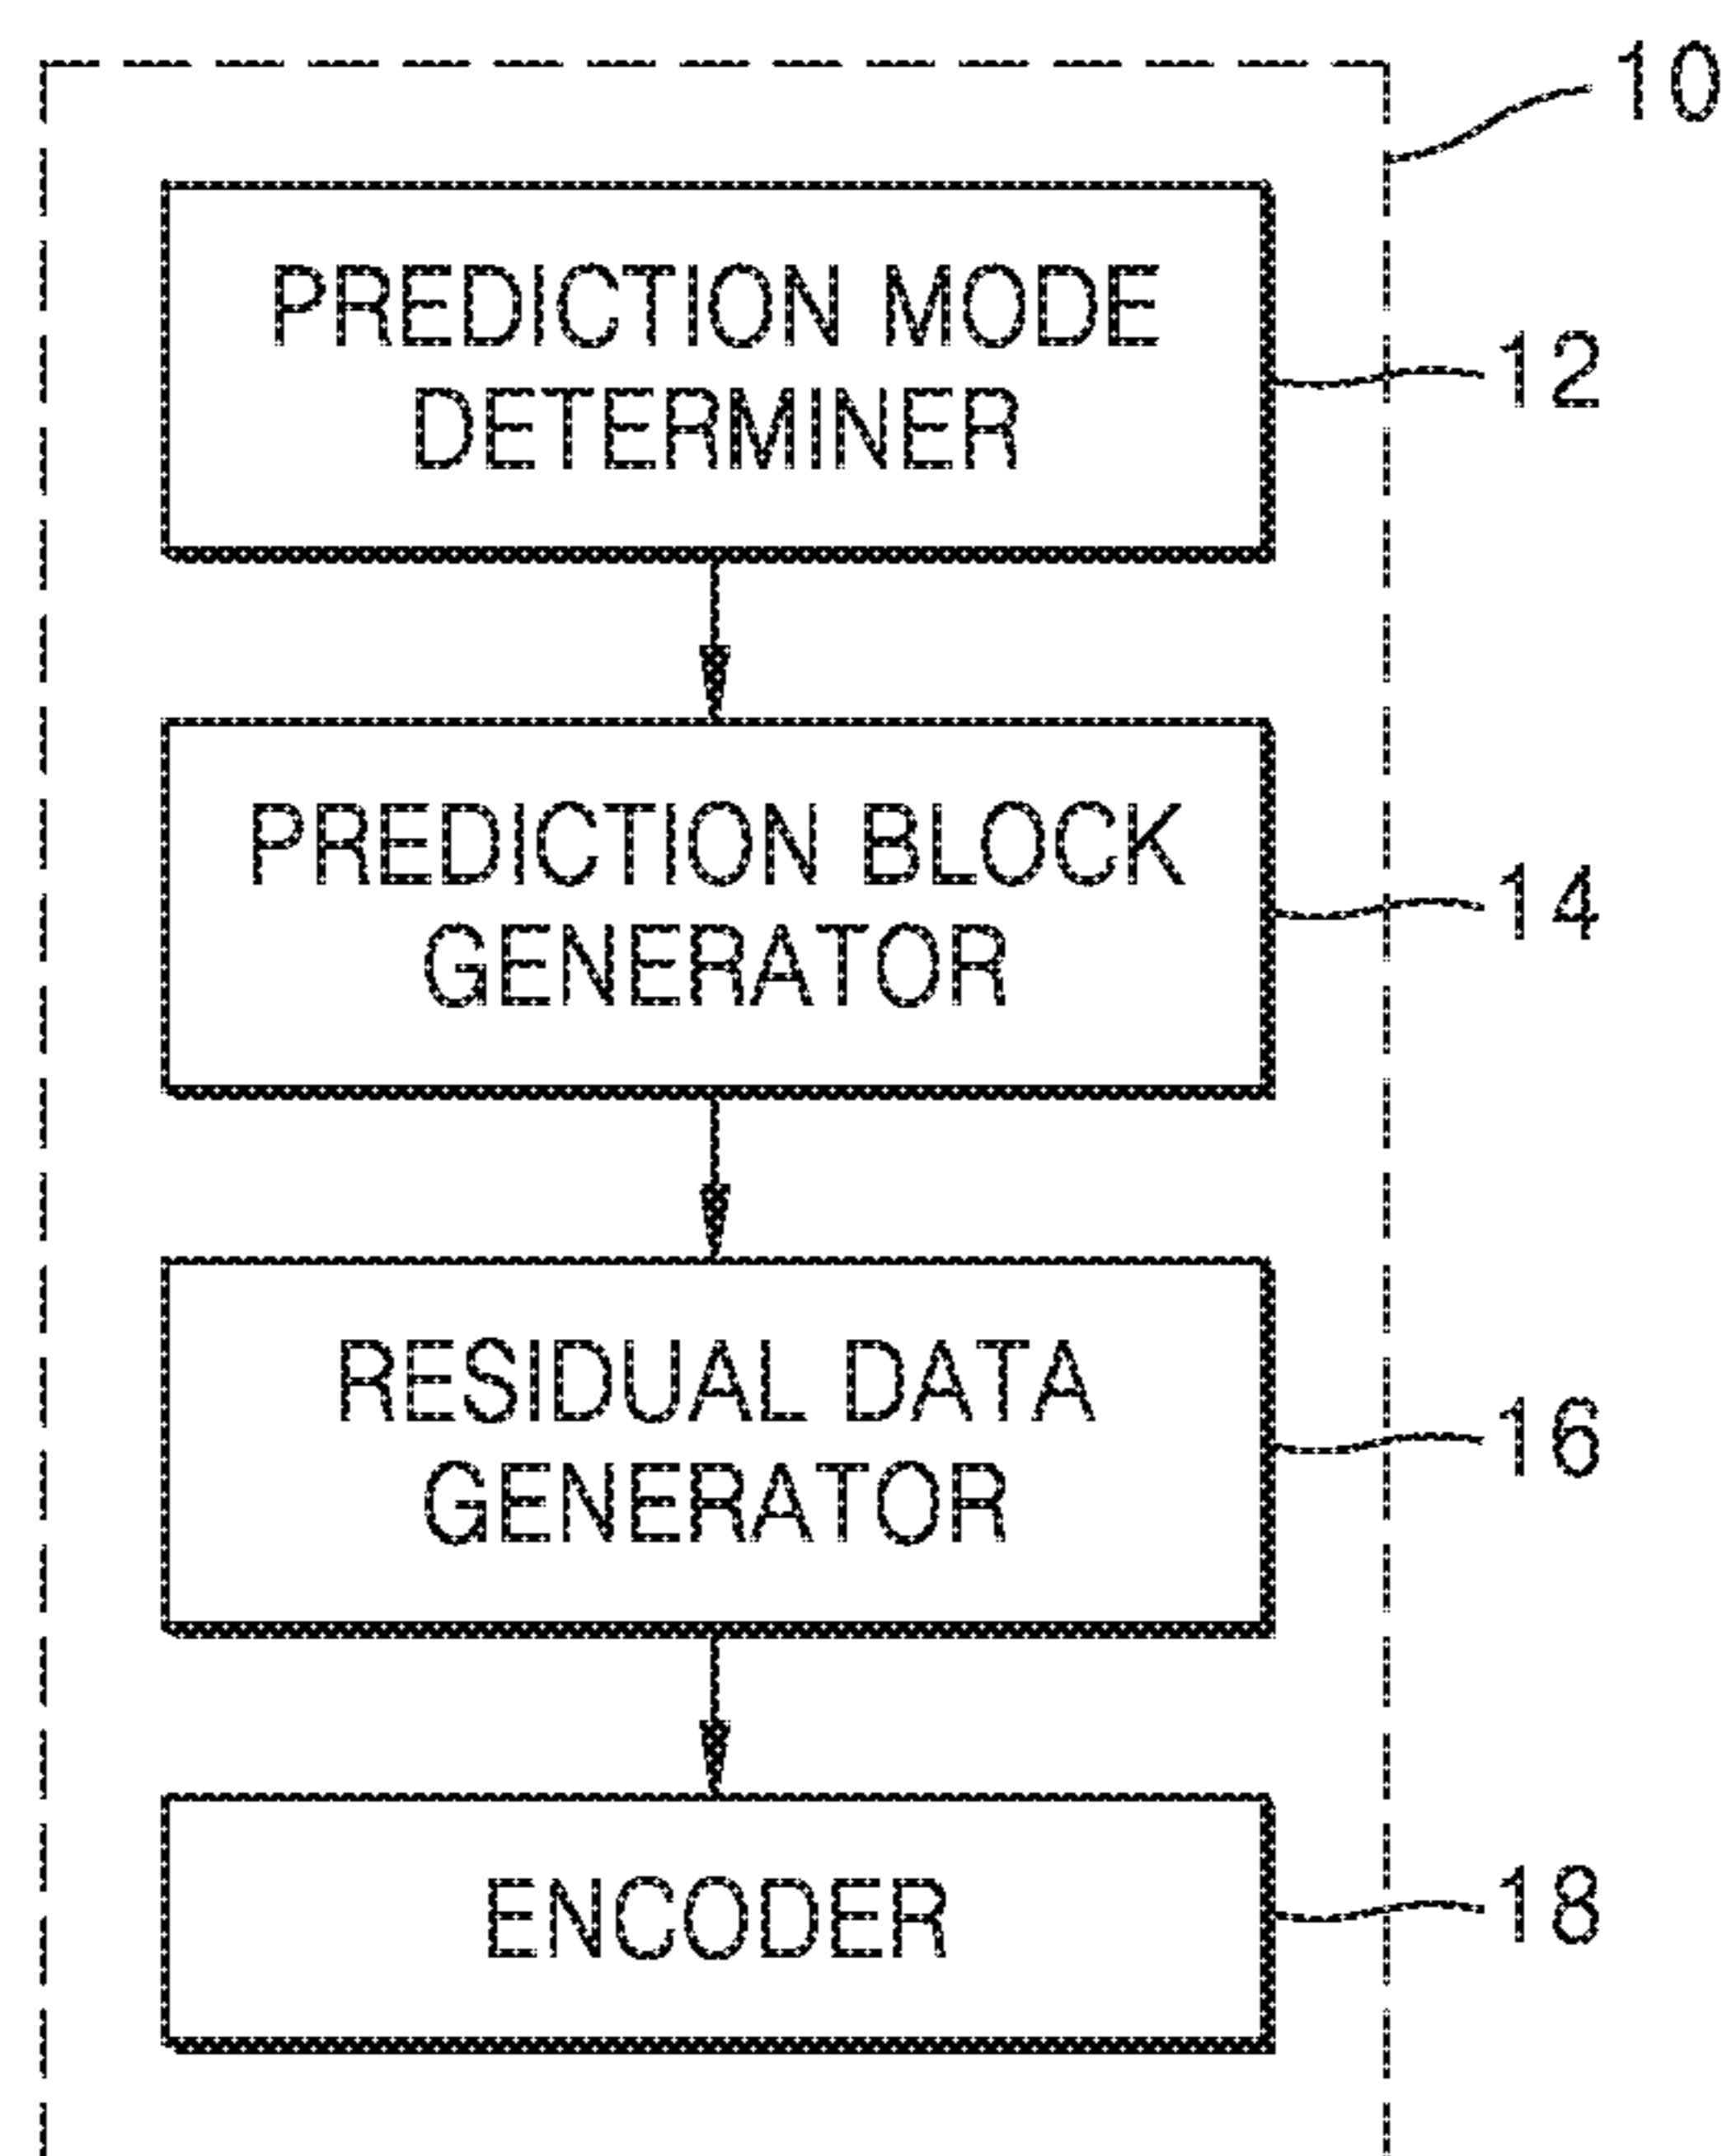 10
PREDICTION MODE
DETERMINER
12
PREDICTION BLOCK
GENERATOR
14
RESIDUAL DATA
GENERATOR
16
ENCODER
18